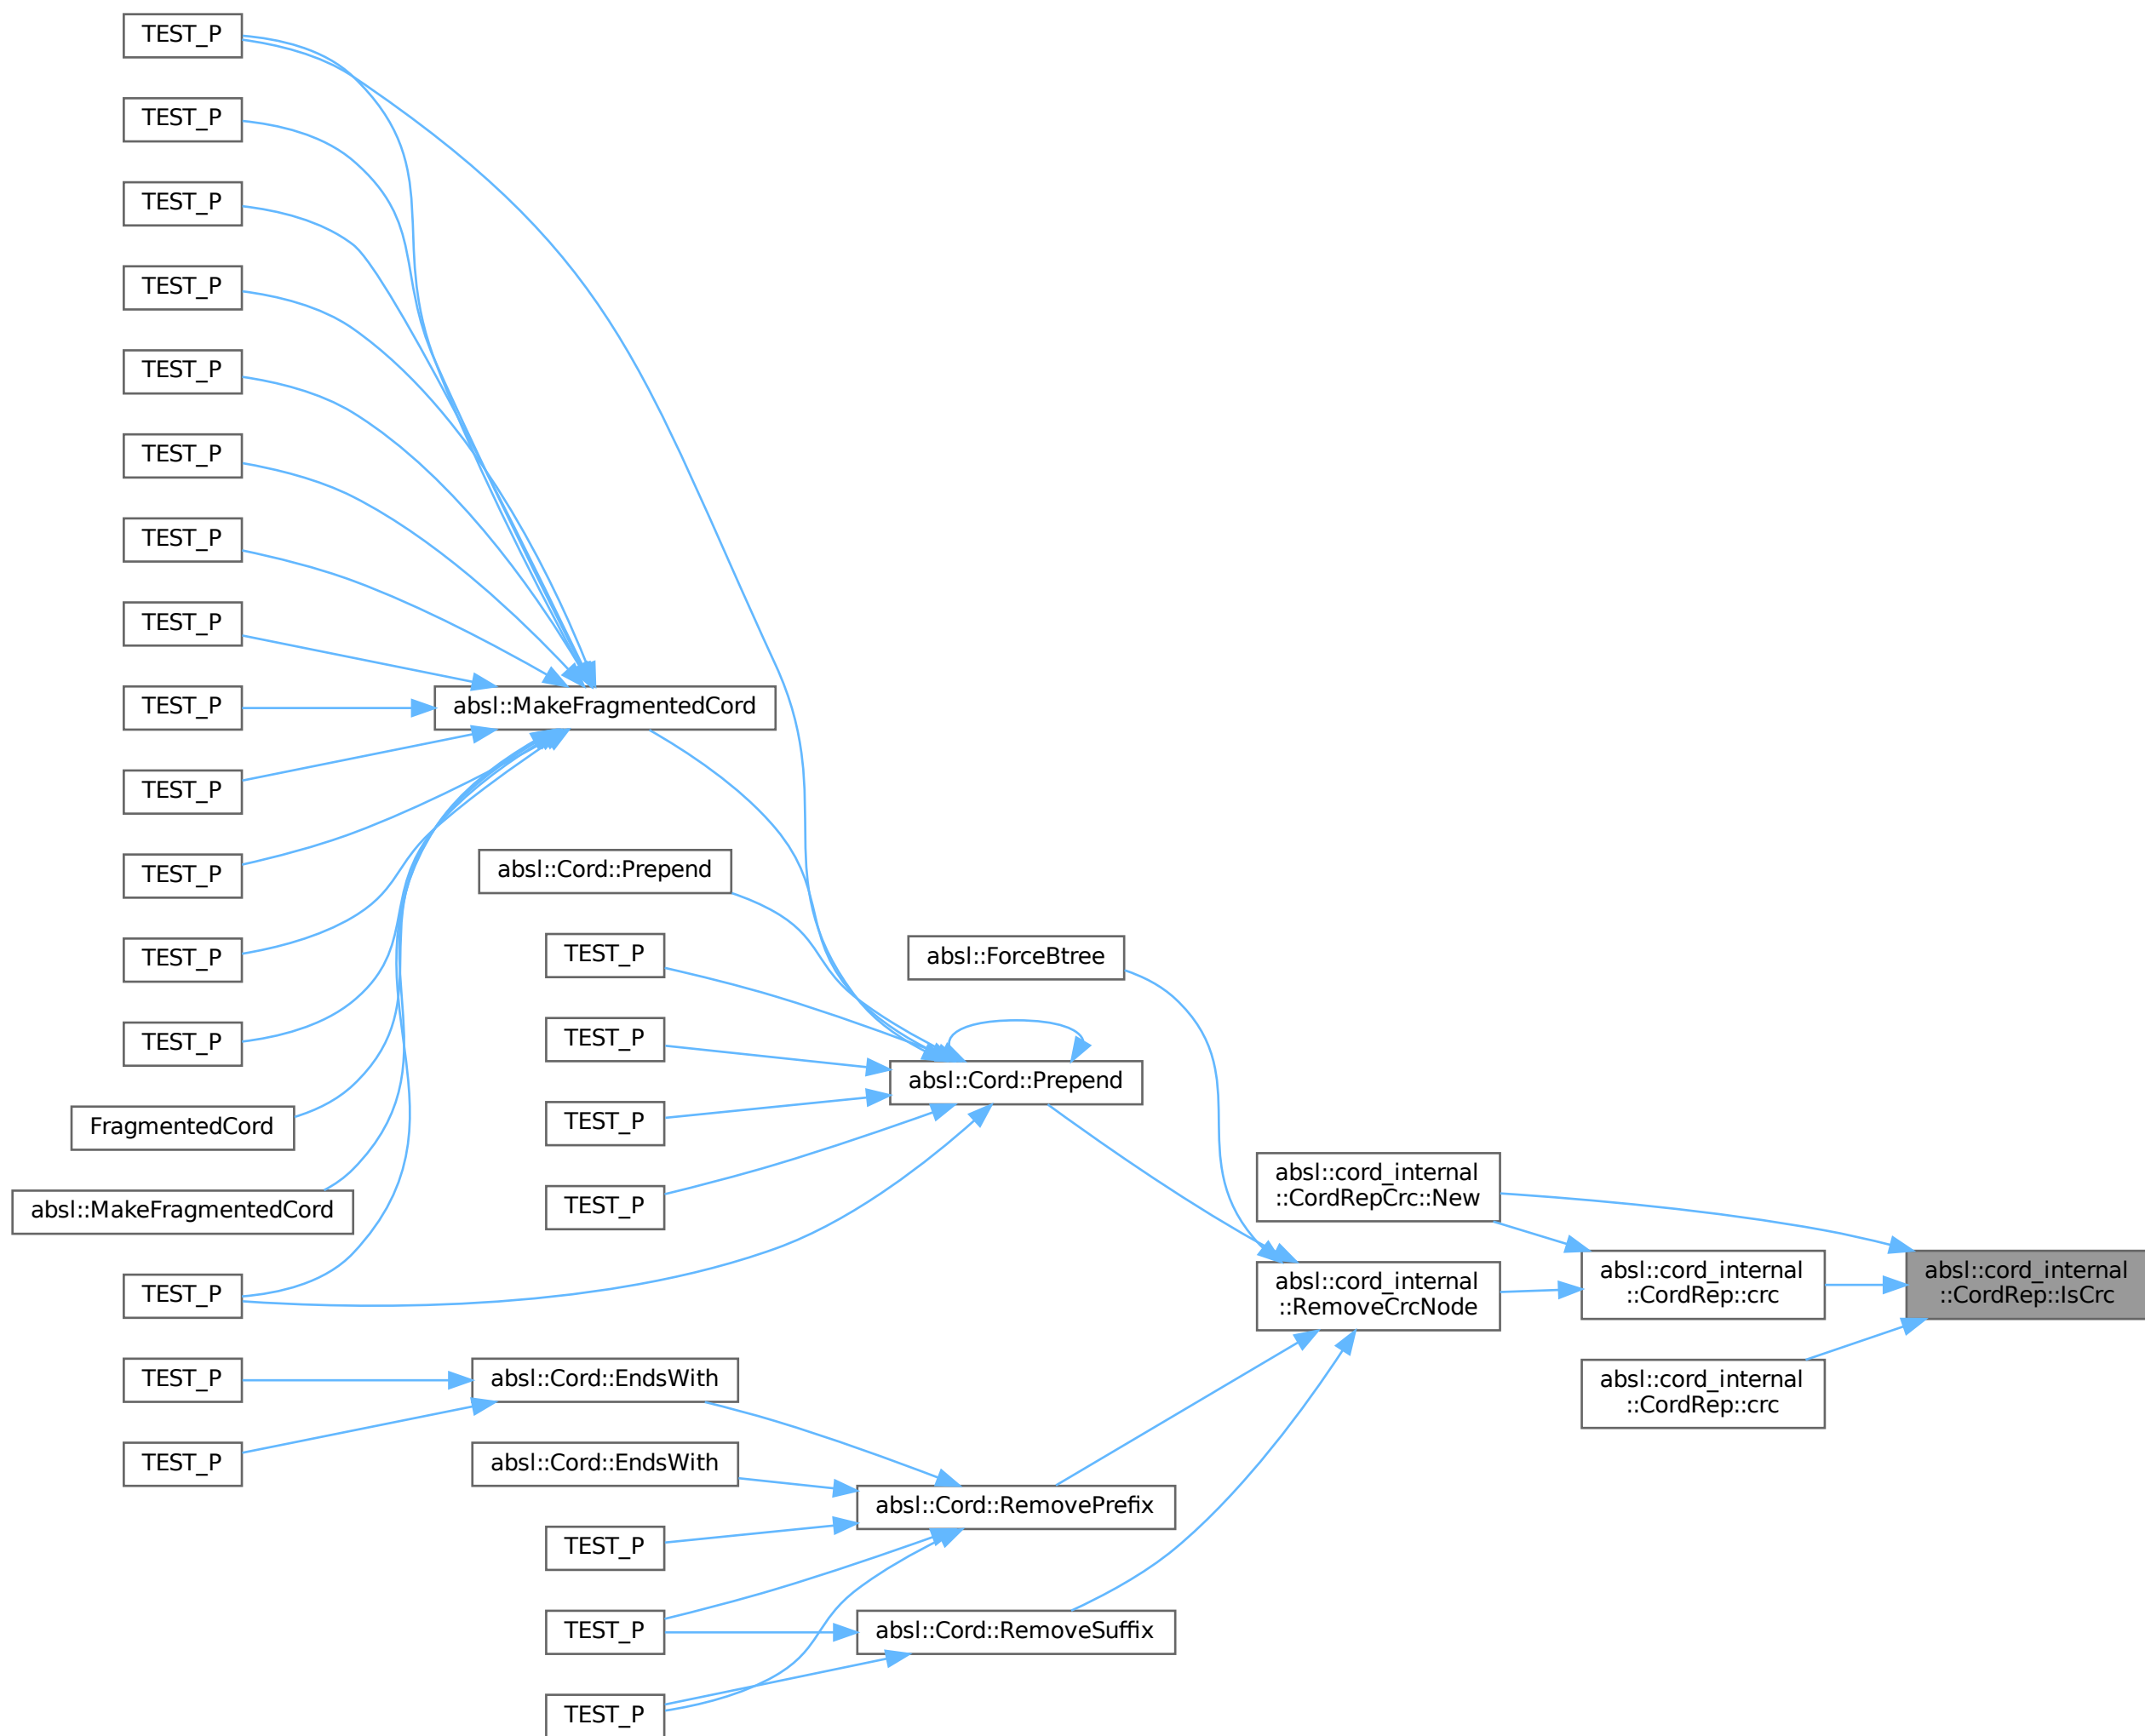 TEST_P
TEST_P
TEST_P
TEST_P
TEST_P
TEST_P
TEST_P
TEST_P
TEST_P
absl::MakeFragmentedCord
TEST_P
TEST_P
absl::Cord::Prepend
TEST_P
TEST_P
absl::ForceBtree
TEST_P
TEST_P
absl::Cord::Prepend
FragmentedCord
TEST_P
absl::MakeFragmentedCord
TEST_P
absl::cord_internal
::CordRepCrc::New
TEST_P
absl::cord_internal
::RemoveCrcNode
absl::cord_internal
::CordRep::crc
absl::cord_internal
::CordRep::IsCrc
TEST_P
absl::Cord::EndsWith
absl::cord_internal
::CordRep::crc
TEST_P
absl::Cord::EndsWith
absl::Cord::RemovePrefix
TEST_P
TEST_P
absl::Cord::RemoveSuffix
TEST_P